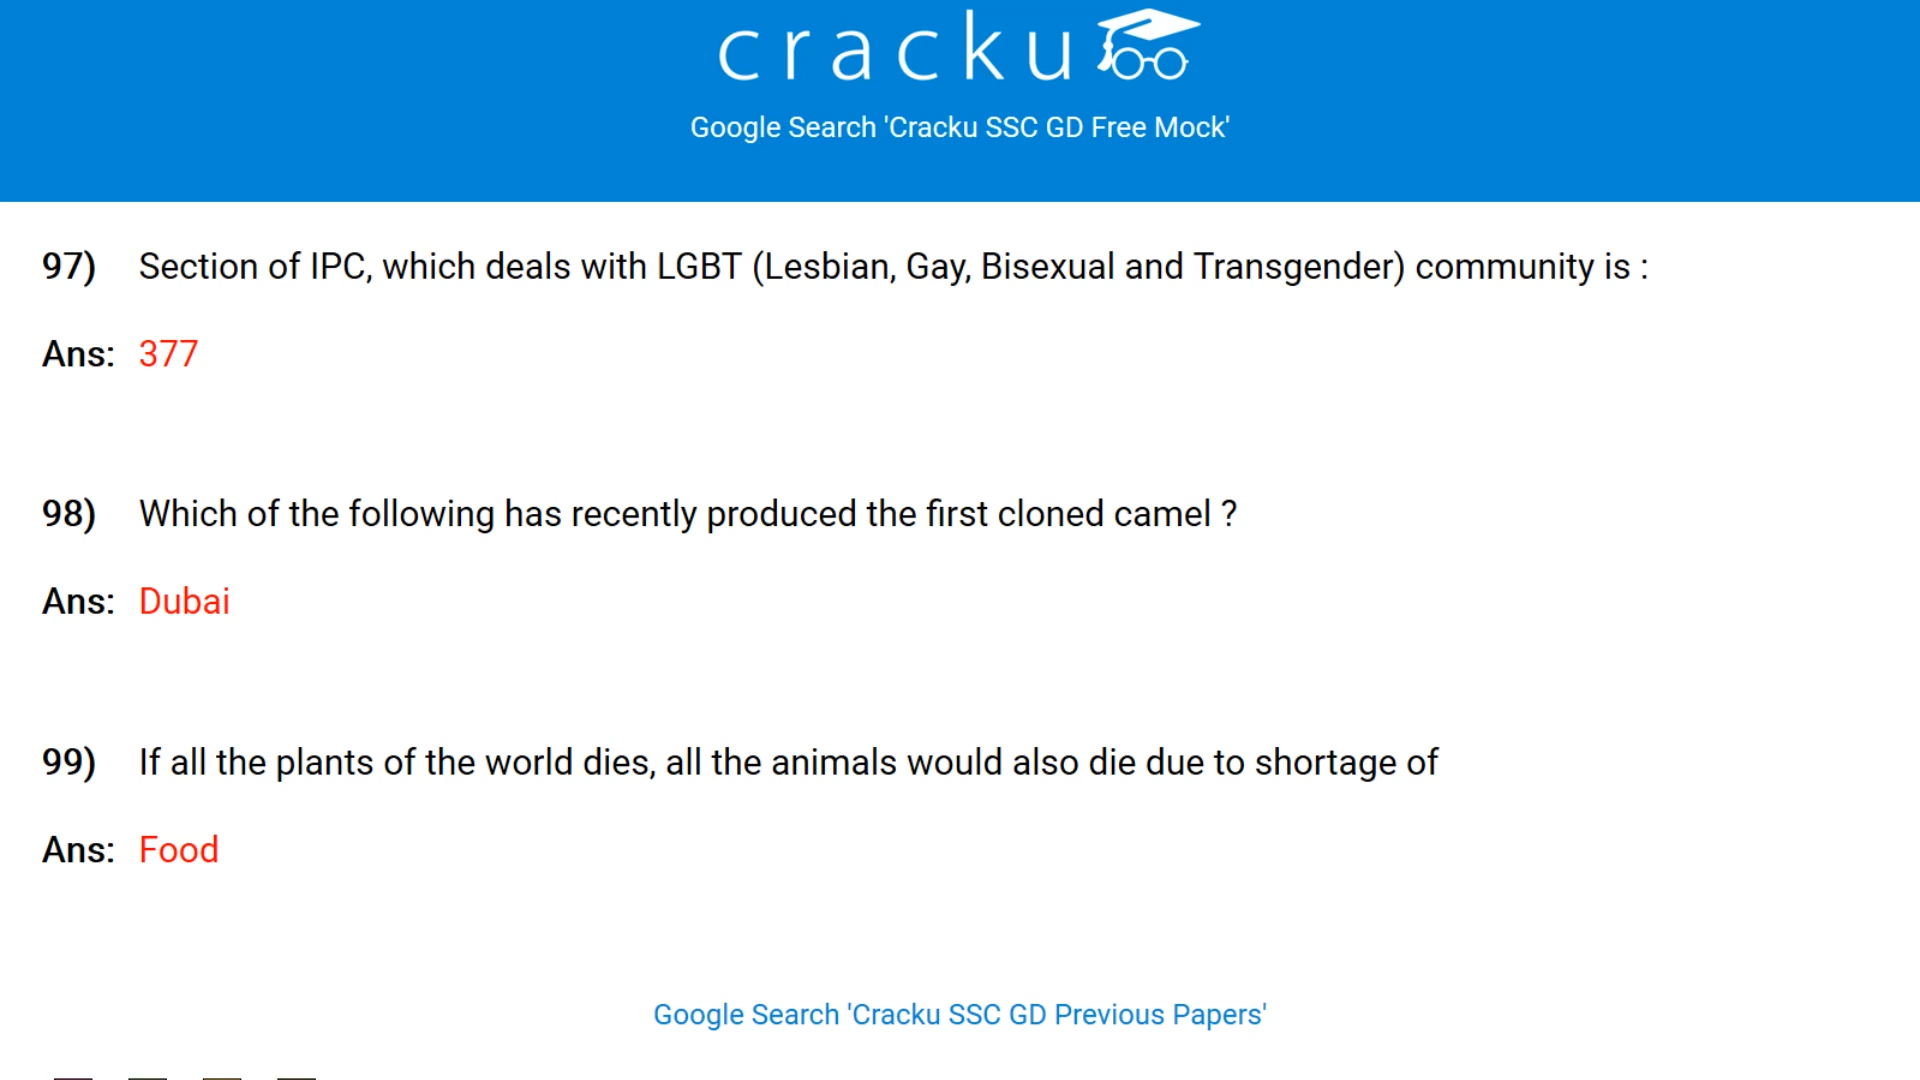 cracku
Google Search 'Cracku SSC GD Free Mock'
97) Section of IPC, which deals with LGBT (Lesbian, Gay, Bisexual and Transgender) community is :
Ans: 377
98) Which of the following has recently produced the first cloned camel ?
Ans: Dubai
99) If all the plants of the world dies, all the animals would also die due to shortage of
Ans: Food
Google Search 'Cracku SSC GD Previous Papers'